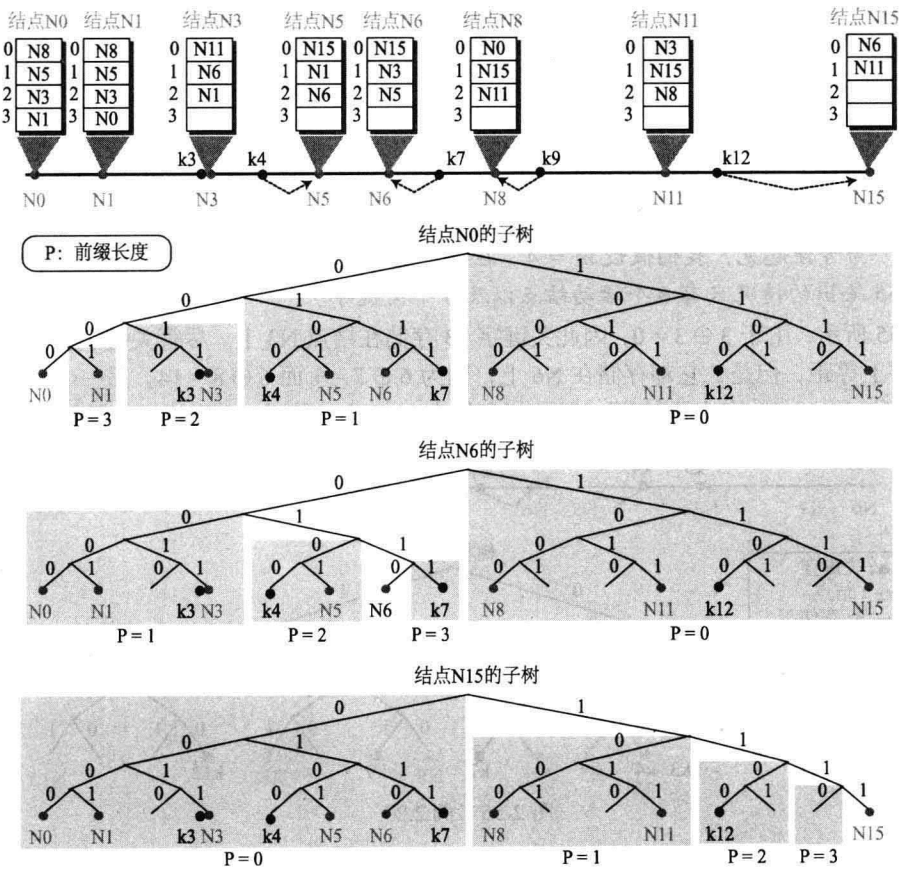 结点N0 结点N1 结点N3 结点N5 结点N6 结点N8 结点N11 结点N15
0 N8 0 N8 0 N11 0 N15 0 N15 0 N0 0 N3 0 N6
1 N5 1 N5 1 N6 1 N1 1 N3 1 N15 1 N15 1 N11
2 N3 2 N3 2 N1 2 N6 2 N5 2 N11 2 N8 2
3 N1 3 N0 3 3 3 3 3 3
k3 k4 k7 k9 k12
N0 N1 N3 N5 N6 N8 N11 N15
P: 前缀长度
结点N0的子树
0 1
0 1 0 1
0 1 0 1 0 1 0 1
0 1 0 1 0 1 0 1 0 1 0 1 0 1 0 1
N0 N1 k3 N3 k4 N5 N6 k7 N8 N11 k12 N15
P = 3 P = 2 P = 1 P = 0
结点N6的子树
0 1
0 1 0 1
0 1 0 1 0 1 0 1
0 1 0 1 0 1 0 1 0 1 0 1 0 1 0 1
N0 N1 k3 N3 k4 N5 N6 k7 N8 N11 k12 N15
P = 1 P = 2 P = 3 P = 0
结点N15的子树
0 1
0 1 0 1
0 1 0 1 0 1 0 1
0 1 0 1 0 1 0 1 0 1 0 1 0 1 0 1
N0 N1 k3 N3 k4 N5 N6 k7 N8 N11 k12 N15
P = 0 P = 1 P = 2 P = 3